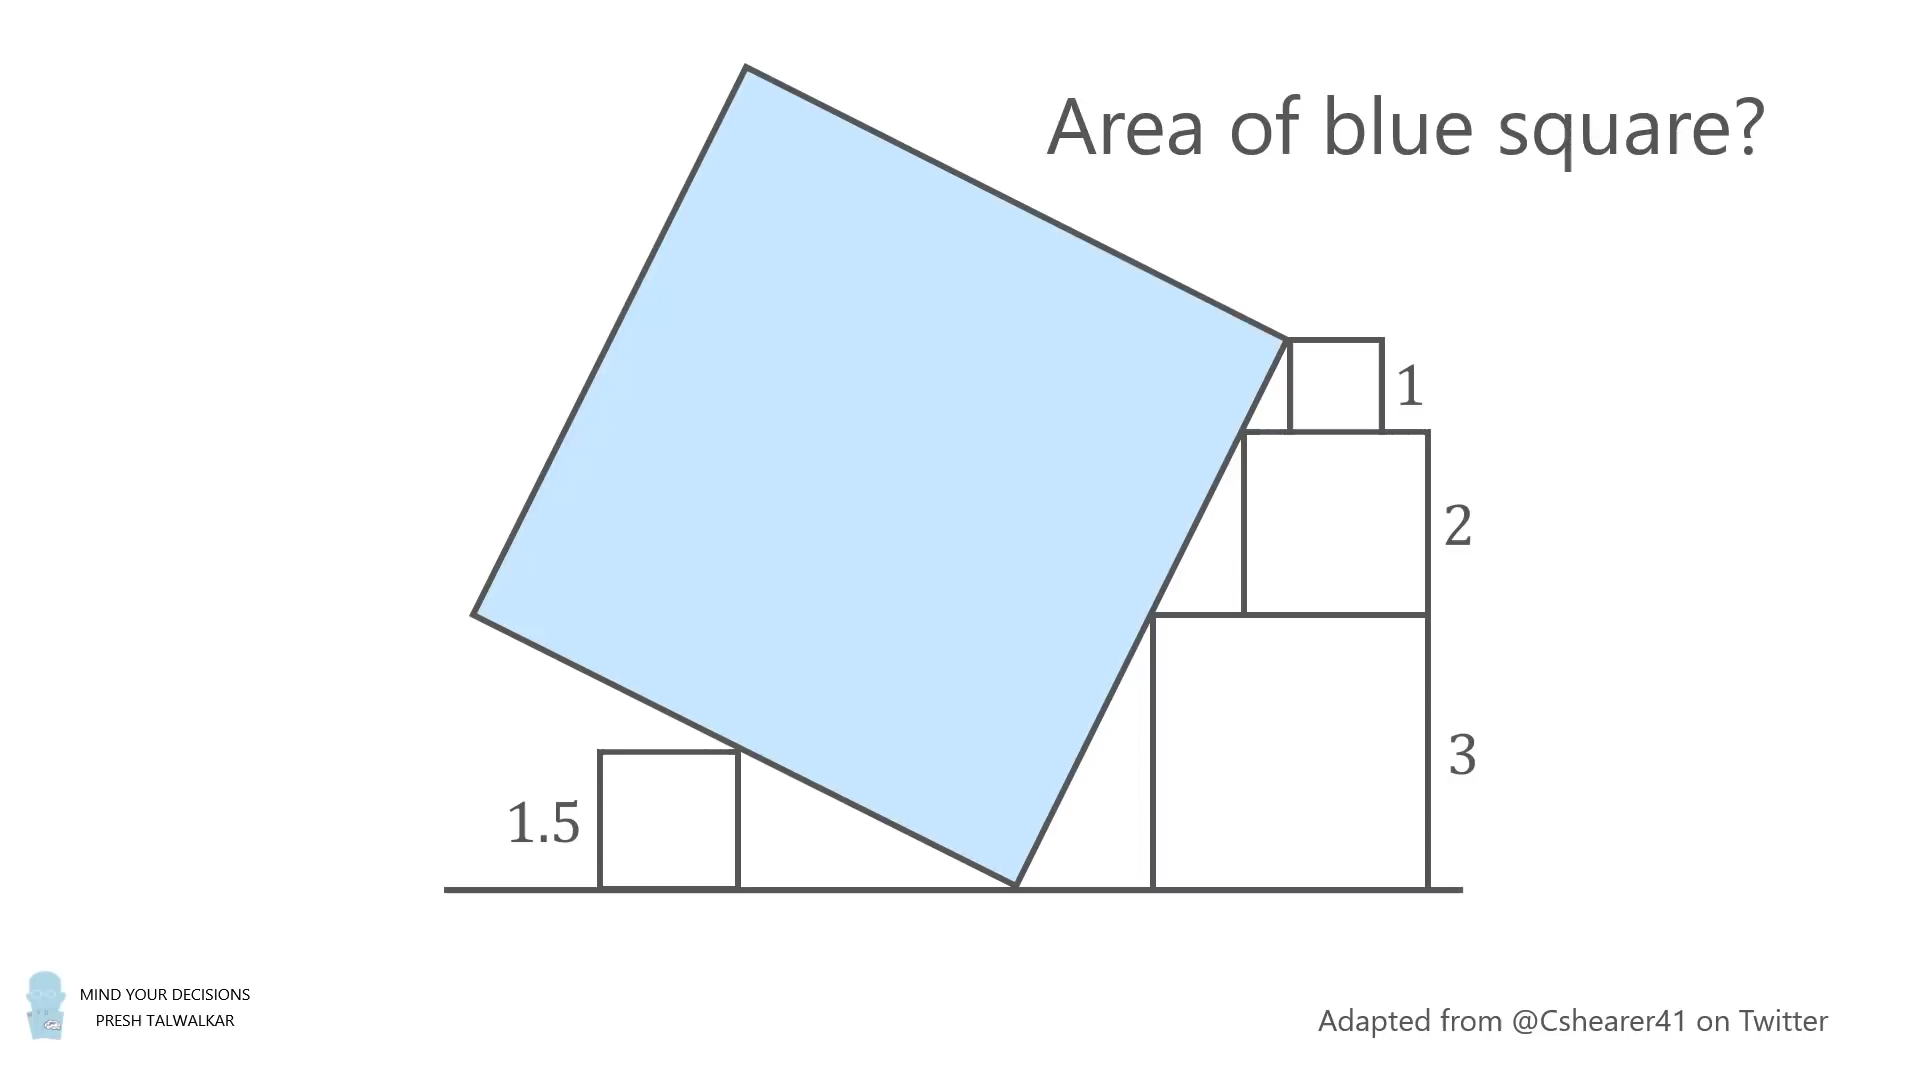 Area of blue square?
1
2
3
1.5
MIND YOUR DECISIONS
PRESH TALWALKAR
Adapted from @Cshearer41 on Twitter